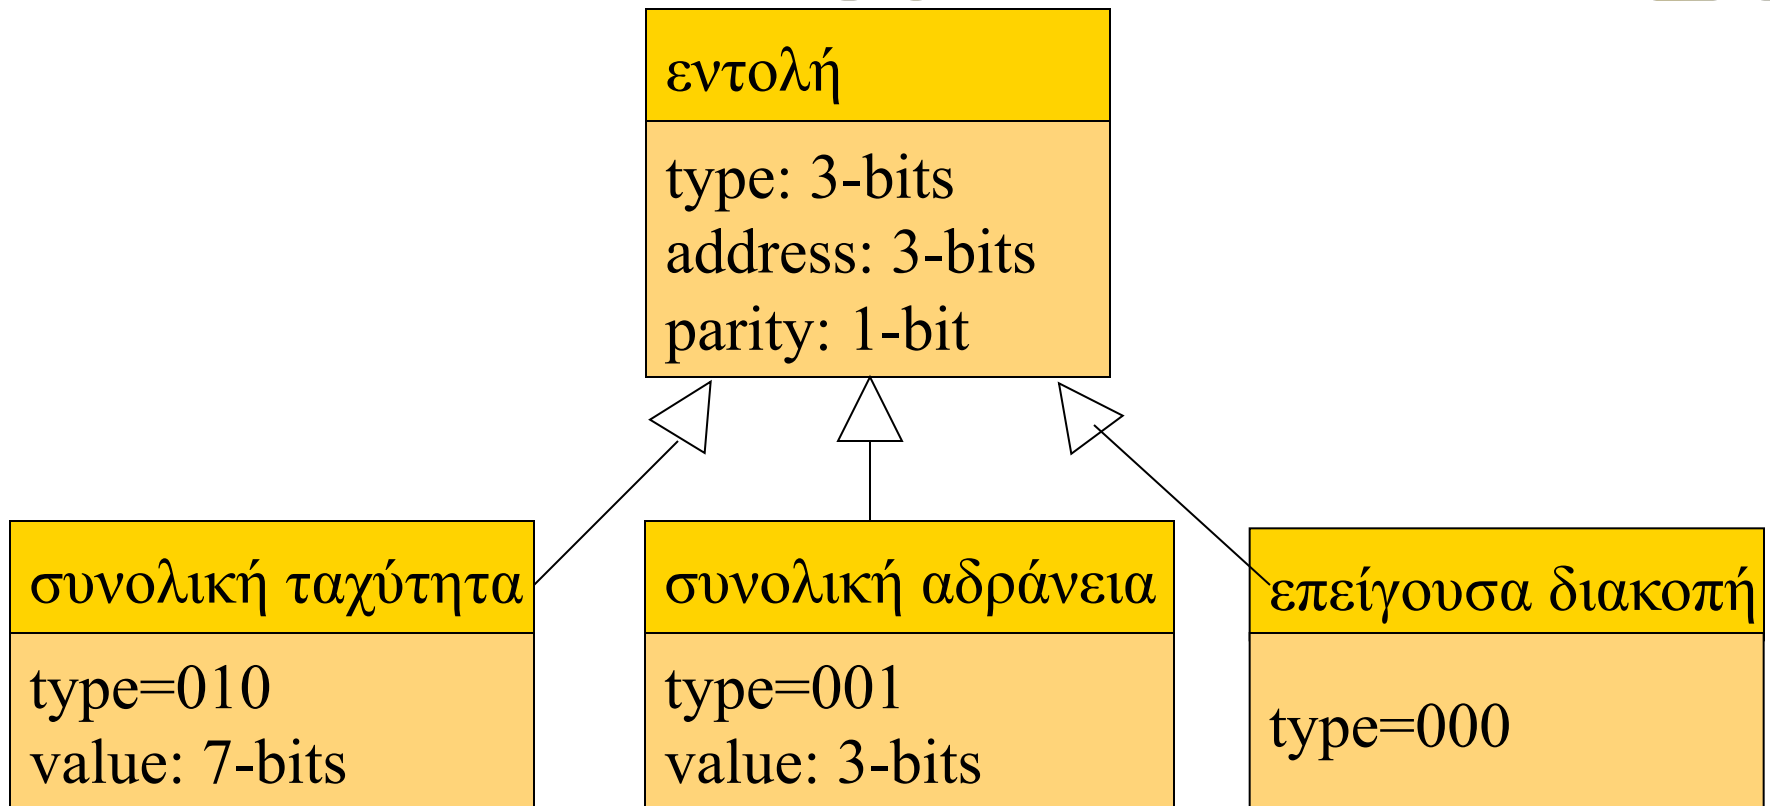 εντολή
type: 3-bits
address: 3-bits
parity: 1-bit
συνολική ταχύτητα
type=010
value: 7-bits
συνολική αδράνεια
type=001
value: 3-bits
επείγουσα διακοπή
type=000